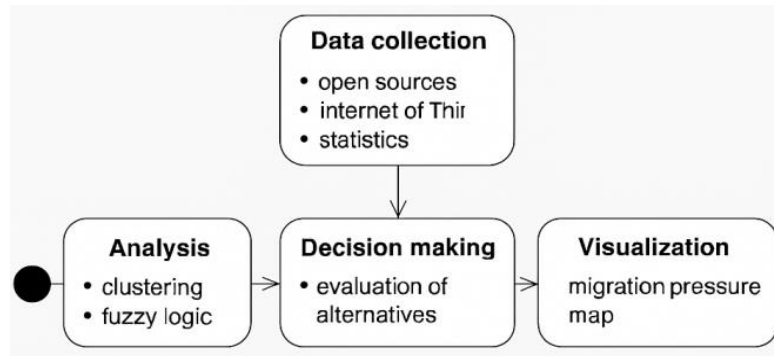 Data collection
• open sources
• internet of Thir
• statistics
Analysis
• clustering
• fuzzy logic
Decision making
• evaluation of
alternatives
Visualization
migration pressure
map